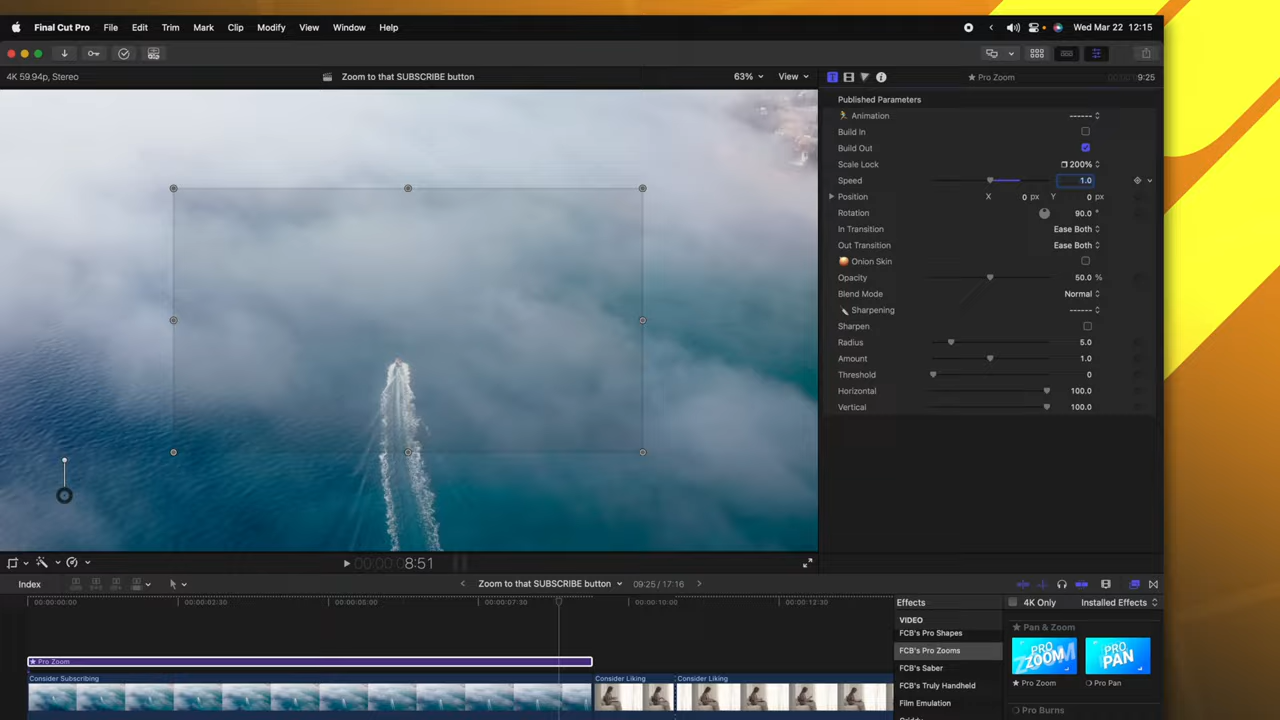 Final Cut Pro File Edit Trim Mark Clip Modify View Window Help Wed Mar 22 12:15
4K 59.94p, Stereo Zoom to that SUBSCRIBE button 63% View Pro Zoom 9:25
Published Parameters
Animation ------
Build In
Build Out
Scale Lock 200%
Speed 1.0
Position X 0 px Y 0 px
Rotation 90.0 °
In Transition Ease Both
Out Transition Ease Both
Onion Skin
Opacity 50.0 %
Blend Mode Normal
Sharpening ------
Sharpen
Radius 5.0
Amount 1.0
Threshold 0
Horizontal 100.0
Vertical 100.0
00:00:08:51
Index Zoom to that SUBSCRIBE button 09:25 / 17:16
00:00:00:00 00:00:02:30 00:00:05:00 00:00:07:30 00:00:10:00 00:00:12:30
Pro Zoom
Consider Subscribing Consider Liking Consider Liking
Effects 4K Only Installed Effects
VIDEO
FCB's Pro Shapes
FCB's Pro Zooms
FCB's Saber
FCB's Truly Handheld
Film Emulation
Pan & Zoom
PRO ZOOM PRO PAN
Pro Zoom Pro Pan
Pro Burns